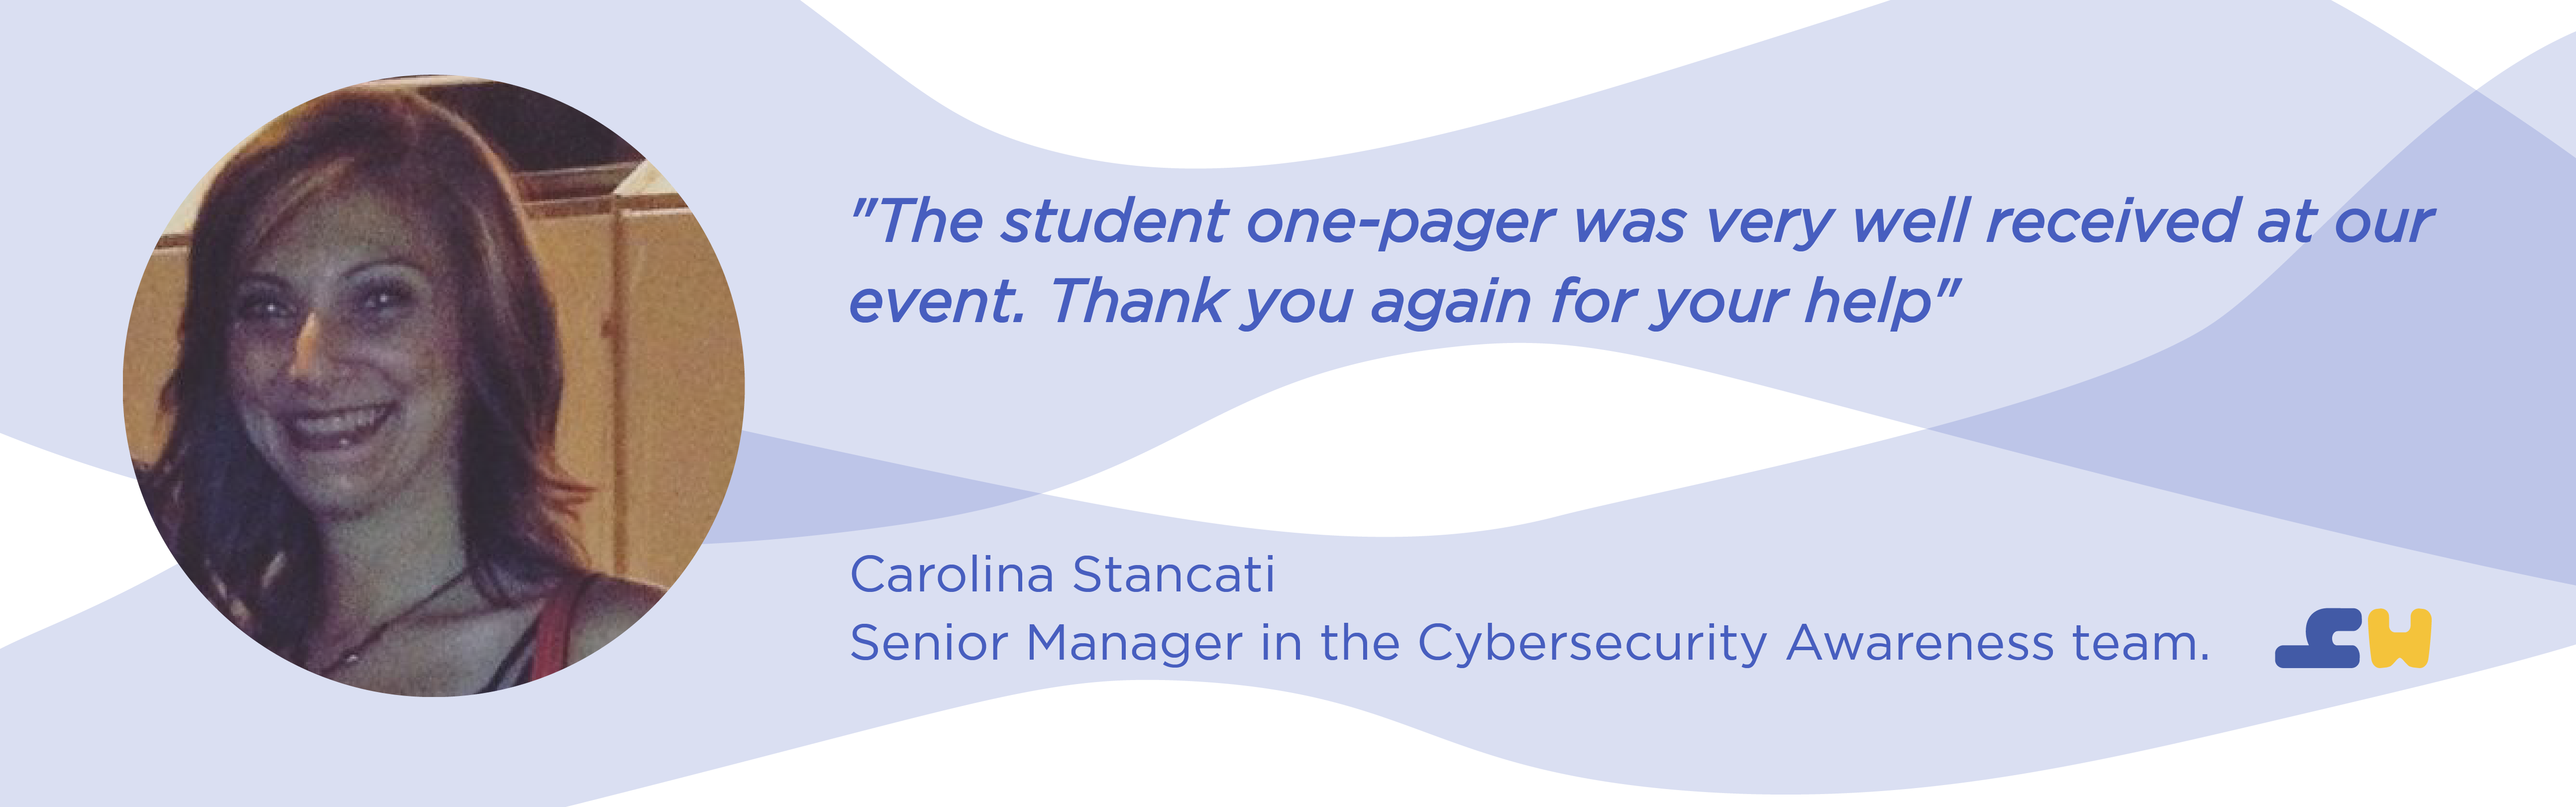 "The student one-pager was very well received at our
event. Thank you again for your help"
Carolina Stancati
Senior Manager in the Cybersecurity Awareness team.